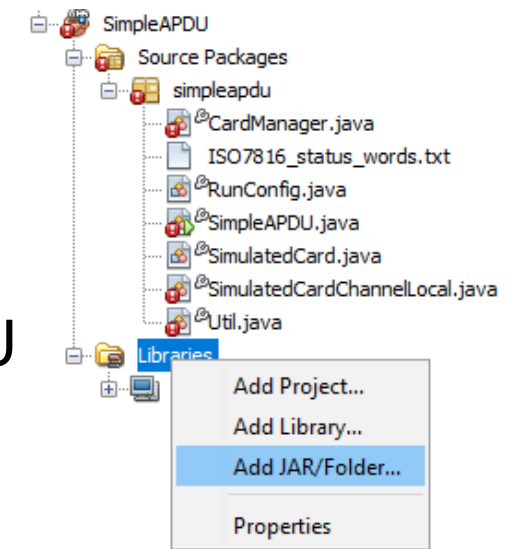 SimpleAPDU
Source Packages
simpleapdu
CardManager.java
ISO7816_status_words.txt
RunConfig.java
SimpleAPDU.java
SimulatedCard.java
SimulatedCardChannelLocal.java
Util.java
U
Libraries
Add Project...
Add Library...
Add JAR/Folder...
Properties